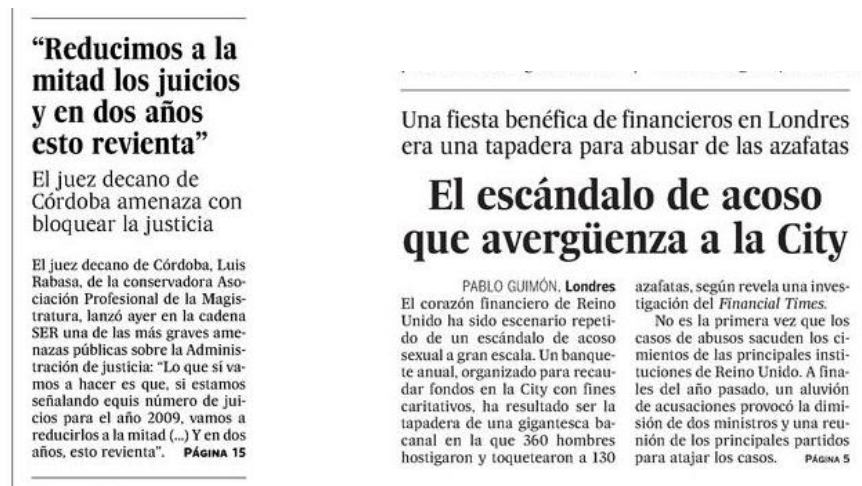 “Reducimos a la
mitad los juicios
y en dos años
esto revienta”
El juez decano de
Córdoba amenaza con
bloquear la justicia
El juez decano de Córdoba, Luis
Rabasa, de la conservadora Aso-
ciación Profesional de la Magis-
tratura, lanzó ayer en la cadena
SER una de las más graves ame-
nazas públicas sobre la Adminis-
tración de justicia: “Lo que sí va-
mos a hacer es que, si estamos
señalando equis número de jui-
cios para el año 2009, vamos a
reducirlos a la mitad (...) Y en dos
años, esto revienta”. PÁGINA 15
Una fiesta benéfica de financieros en Londres
era una tapadera para abusar de las azafatas
El escándalo de acoso
que avergüenza a la City
PABLO GUIMÓN, Londres
El corazón financiero de Reino
Unido ha sido escenario repeti-
do de un escándalo de acoso
sexual a gran escala. Un banque-
te anual, organizado para recau-
dar fondos en la City con fines
caritativos, ha resultado ser la
tapadera de una gigantesca ba-
canal en la que 360 hombres
hostigaron y toquetearon a 130
azafatas, según revela una inves-
tigación del Financial Times.
No es la primera vez que los
casos de abusos sacuden los ci-
mientos de las principales insti-
tuciones de Reino Unido. A fina-
les del año pasado, un aluvión
de acusaciones provocó la dimi-
sión de dos ministros y una reu-
nión de los principales partidos
para atajar los casos. PÁGINA 5